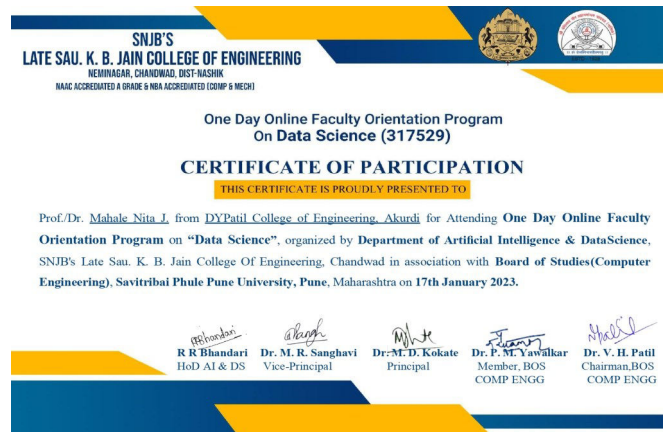 SNJB'S
LATE SAU. K. B. JAIN COLLEGE OF ENGINEERING
NEMINAGAR, CHANDWAD, DIST-NASHIK
NAAC ACCREDITED A GRADE & NBA ACCREDITED (COMP & MECH)
One Day Online Faculty Orientation Program
On Data Science (317529)
CERTIFICATE OF PARTICIPATION
THIS CERTIFICATE IS PROUDLY PRESENTED TO
Prof./Dr. Mahale Nita J. from DYPatil College of Engineering, Akurdi for Attending One Day Online Faculty
Orientation Program on “Data Science”, organized by Department of Artificial Intelligence & DataScience,
SNJB's Late Sau. K. B. Jain College Of Engineering, Chandwad in association with Board of Studies(Computer
Engineering), Savitribai Phule Pune University, Pune, Maharashtra on 17th January 2023.
R R Bhandari Dr. M. R. Sanghavi Dr. M. D. Kokate Dr. P. M. Yawalkar Dr. V. H. Patil
HoD AI & DS Vice-Principal Principal Member, BOS Chairman,BOS
COMP ENGG COMP ENGG